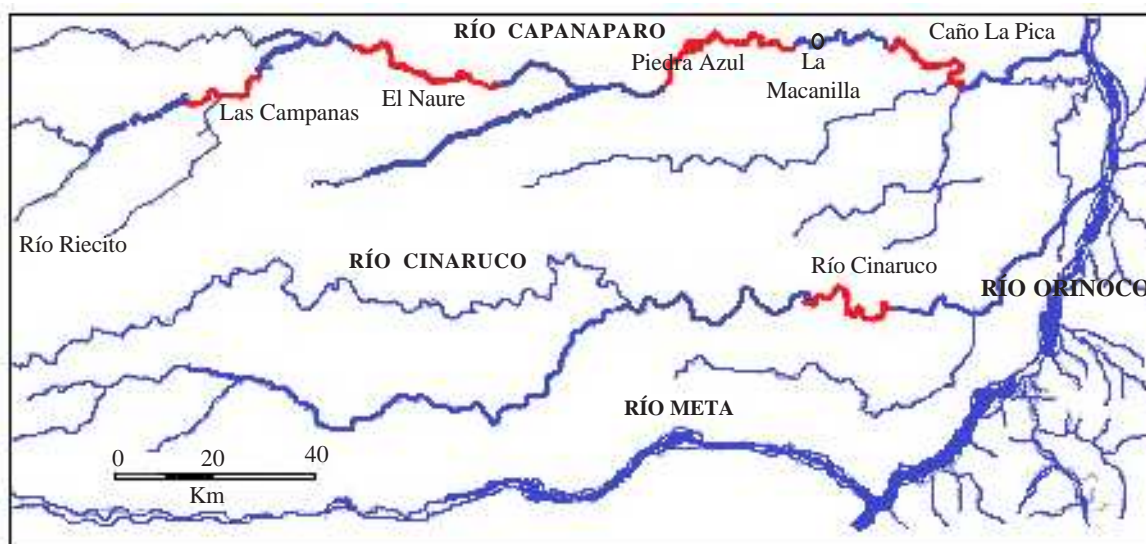 RÍO CAPANAPARO
Caño La Pica
Piedra Azul
La
Macanilla
El Naure
Las Campanas
Río Riecito
RÍO CINARUCO
Río Cinaruco
RÍO ORINOCO
RÍO META
0 20 40
Km